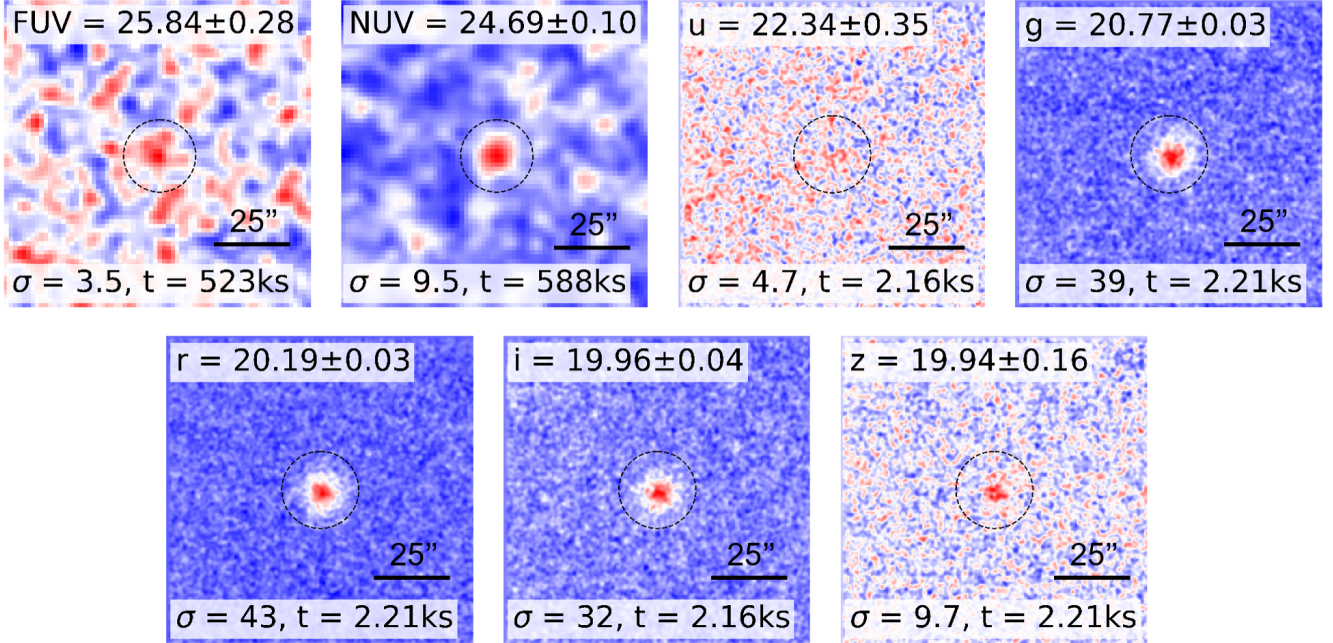 FUV = 25.84±0.28
25”
σ = 3.5, t = 523ks
NUV = 24.69±0.10
25”
σ = 9.5, t = 588ks
u = 22.34±0.35
25”
σ = 4.7, t = 2.16ks
g = 20.77±0.03
25”
σ = 39, t = 2.21ks
r = 20.19±0.03
25”
σ = 43, t = 2.21ks
i = 19.96±0.04
25”
σ = 32, t = 2.16ks
z = 19.94±0.16
25”
σ = 9.7, t = 2.21ks